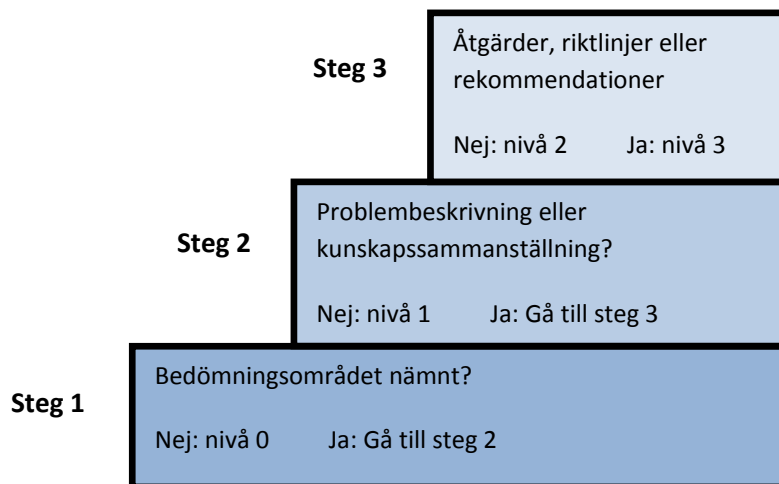 Steg 3
Åtgärder, riktlinjer eller
rekommendationer
Nej: nivå 2 Ja: nivå 3
Steg 2
Problembeskrivning eller
kunskapssammanställning?
Nej: nivå 1 Ja: Gå till steg 3
Steg 1
Bedömningsområdet nämnt?
Nej: nivå 0 Ja: Gå till steg 2